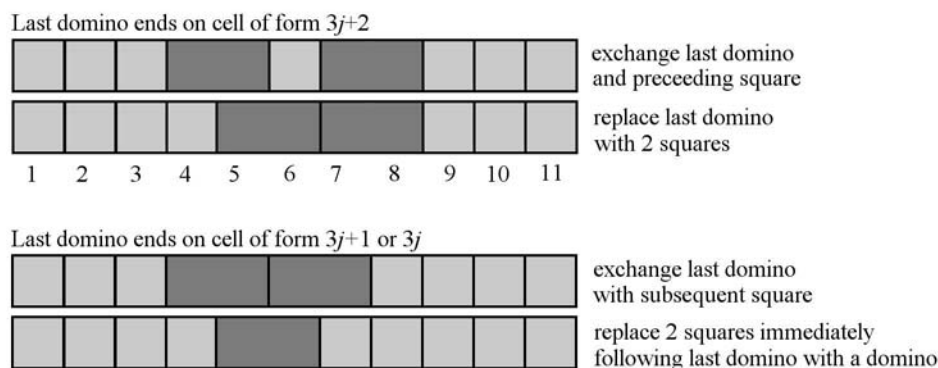 Last domino ends on cell of form 3j+2
exchange last domino
and preceeding square
replace last domino
with 2 squares
1 2 3 4 5 6 7 8 9 10 11
Last domino ends on cell of form 3j+1 or 3j
exchange last domino
with subsequent square
replace 2 squares immediately
following last domino with a domino